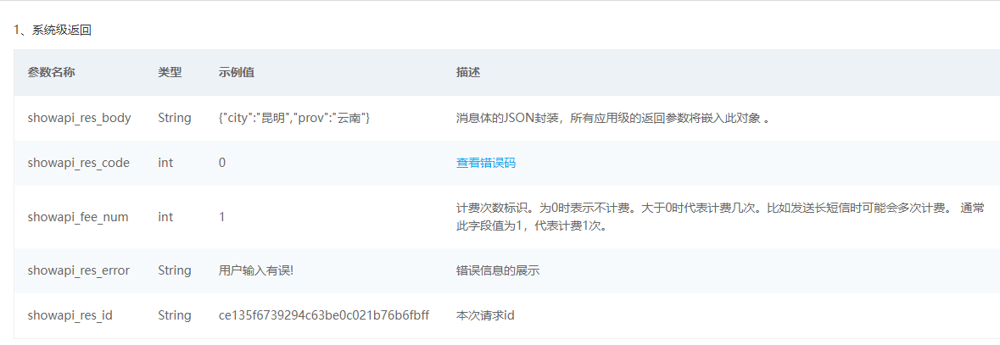 1、系统级返回
参数名称 类型 示例值 描述
showapi_res_body String {"city":"昆明","prov":"云南"} 消息体的JSON封装，所有应用级的返回参数将嵌入此对象 。
showapi_res_code int 0 查看错误码
showapi_fee_num int 1 计费次数标识。为0时表示不计费。大于0时代表计费几次。比如发送长短信时可能会多次计费。 通常
此字段值为1，代表计费1次。
showapi_res_error String 用户输入有误! 错误信息的展示
showapi_res_id String ce135f6739294c63be0c021b76b6fbff 本次请求id